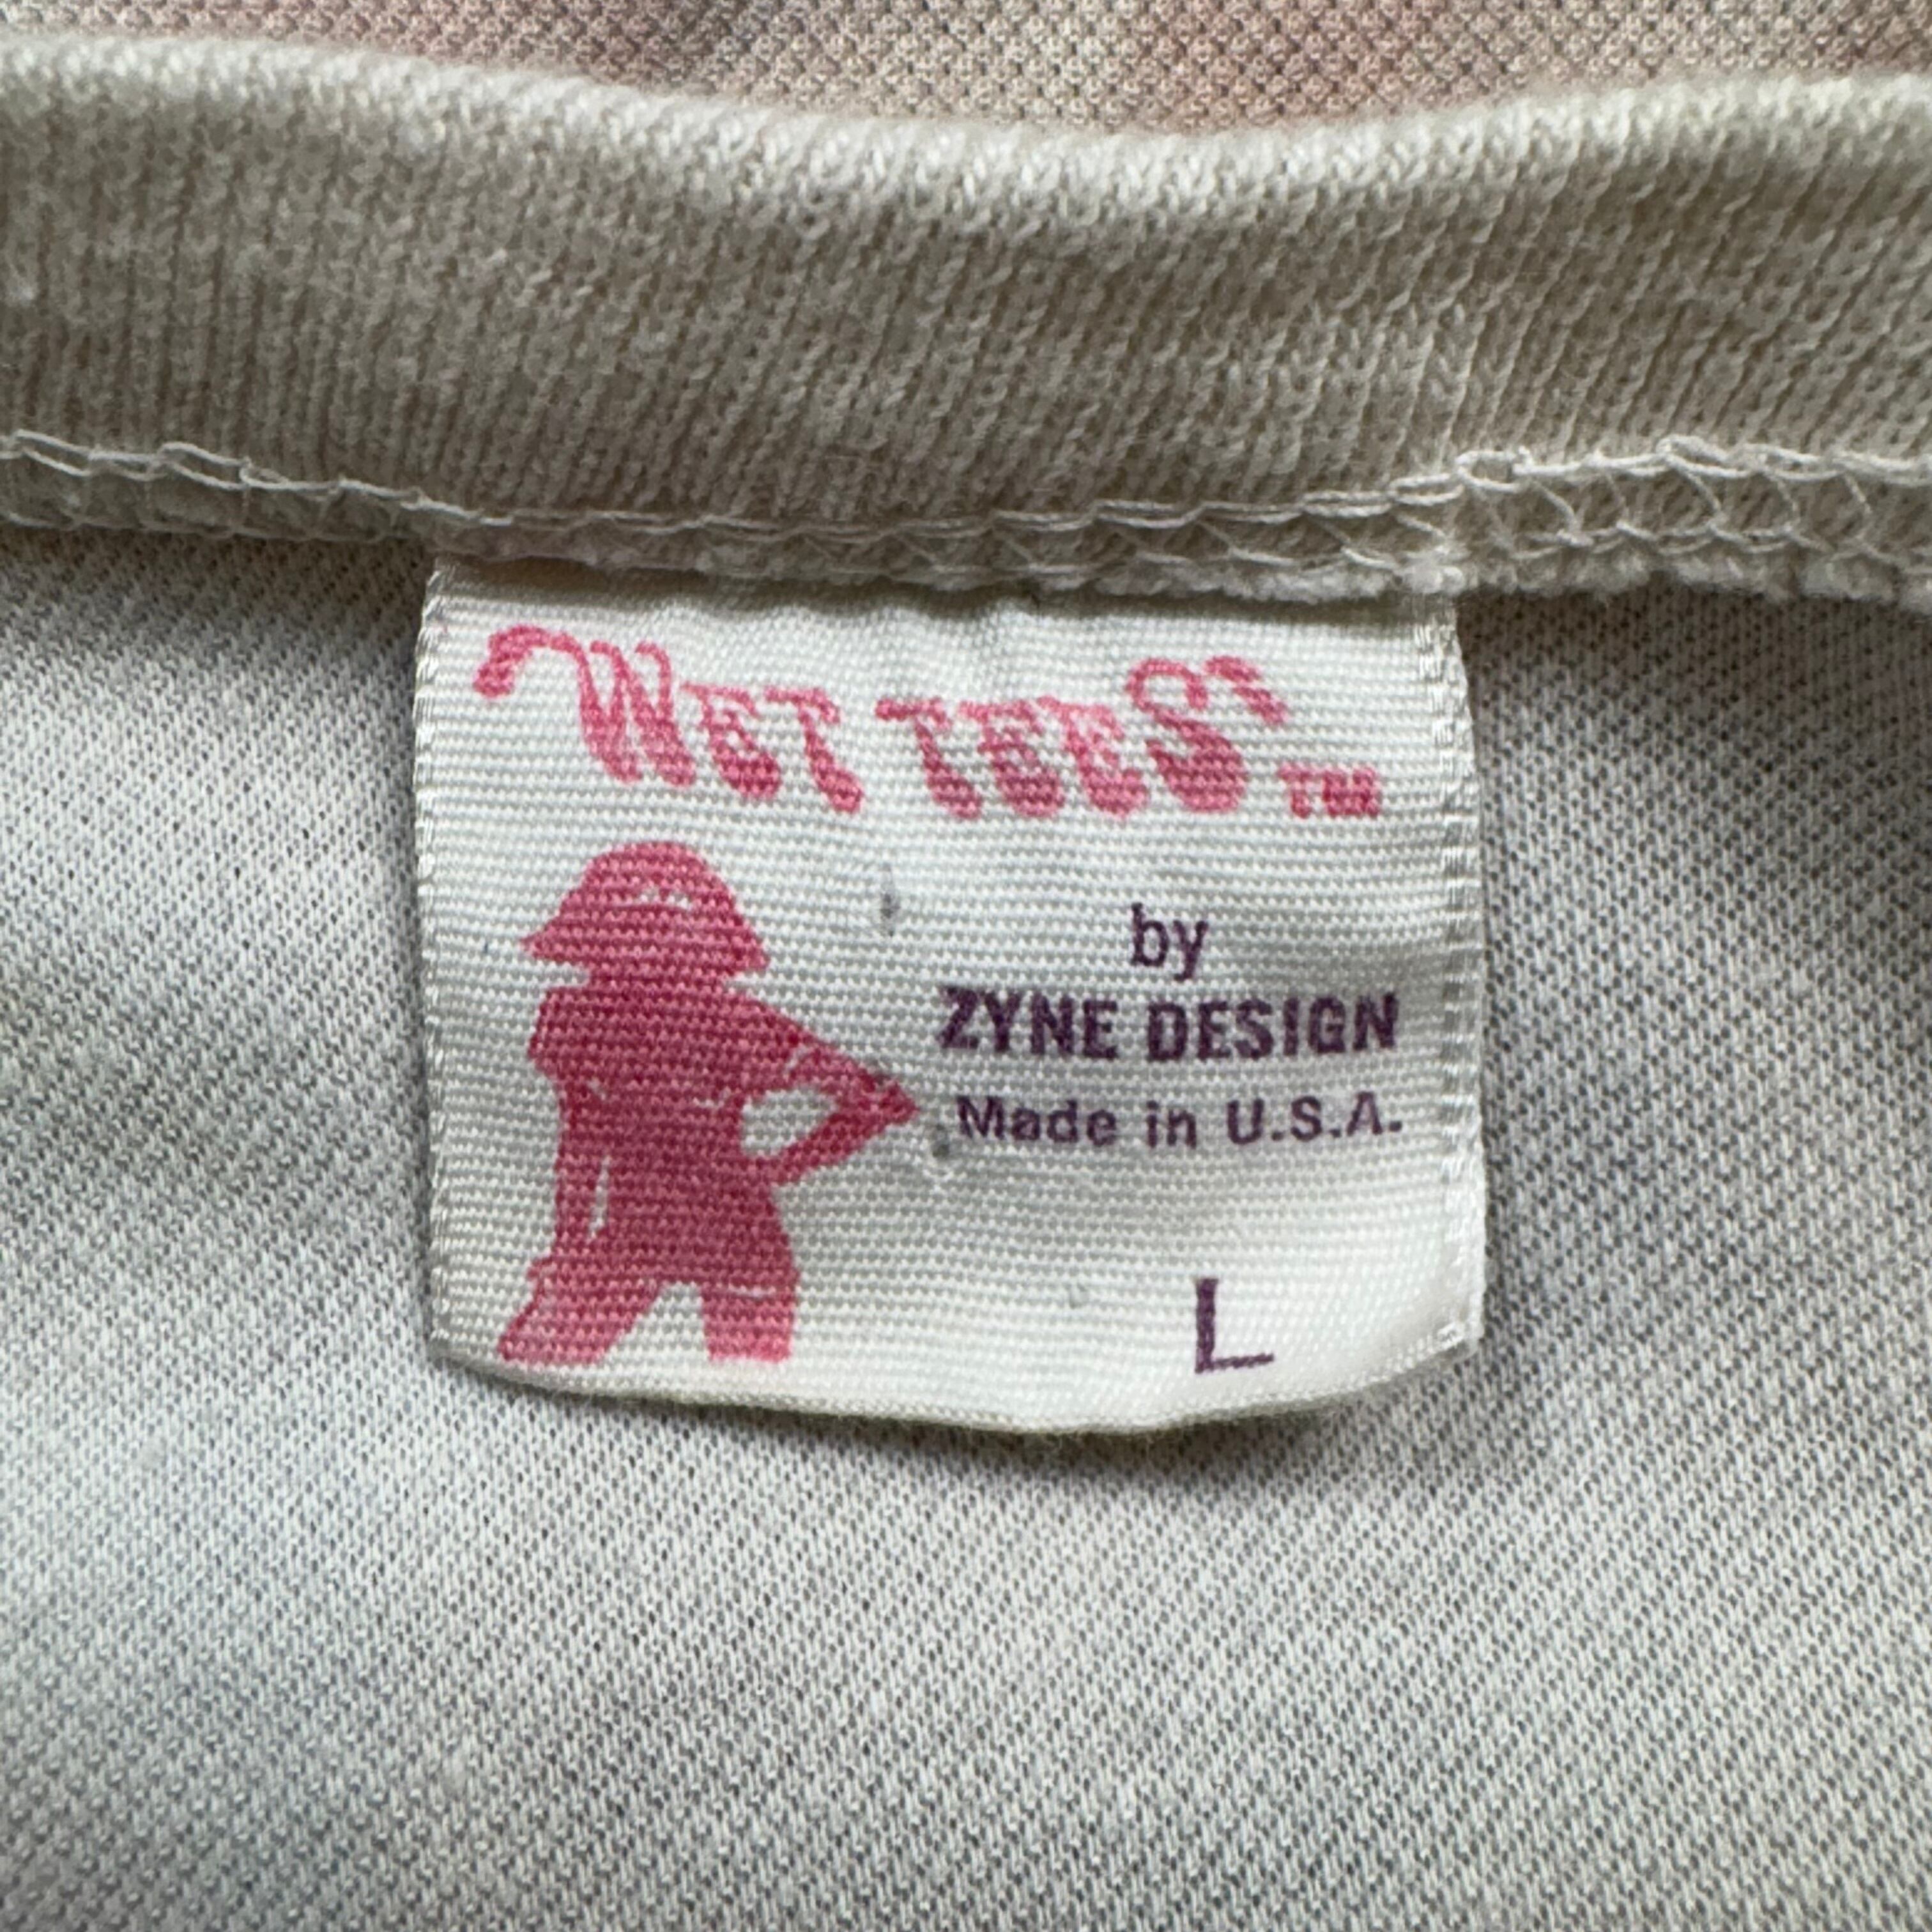 WET TEES TM
by
ZYNE DESIGN
Made in U.S.A.
L